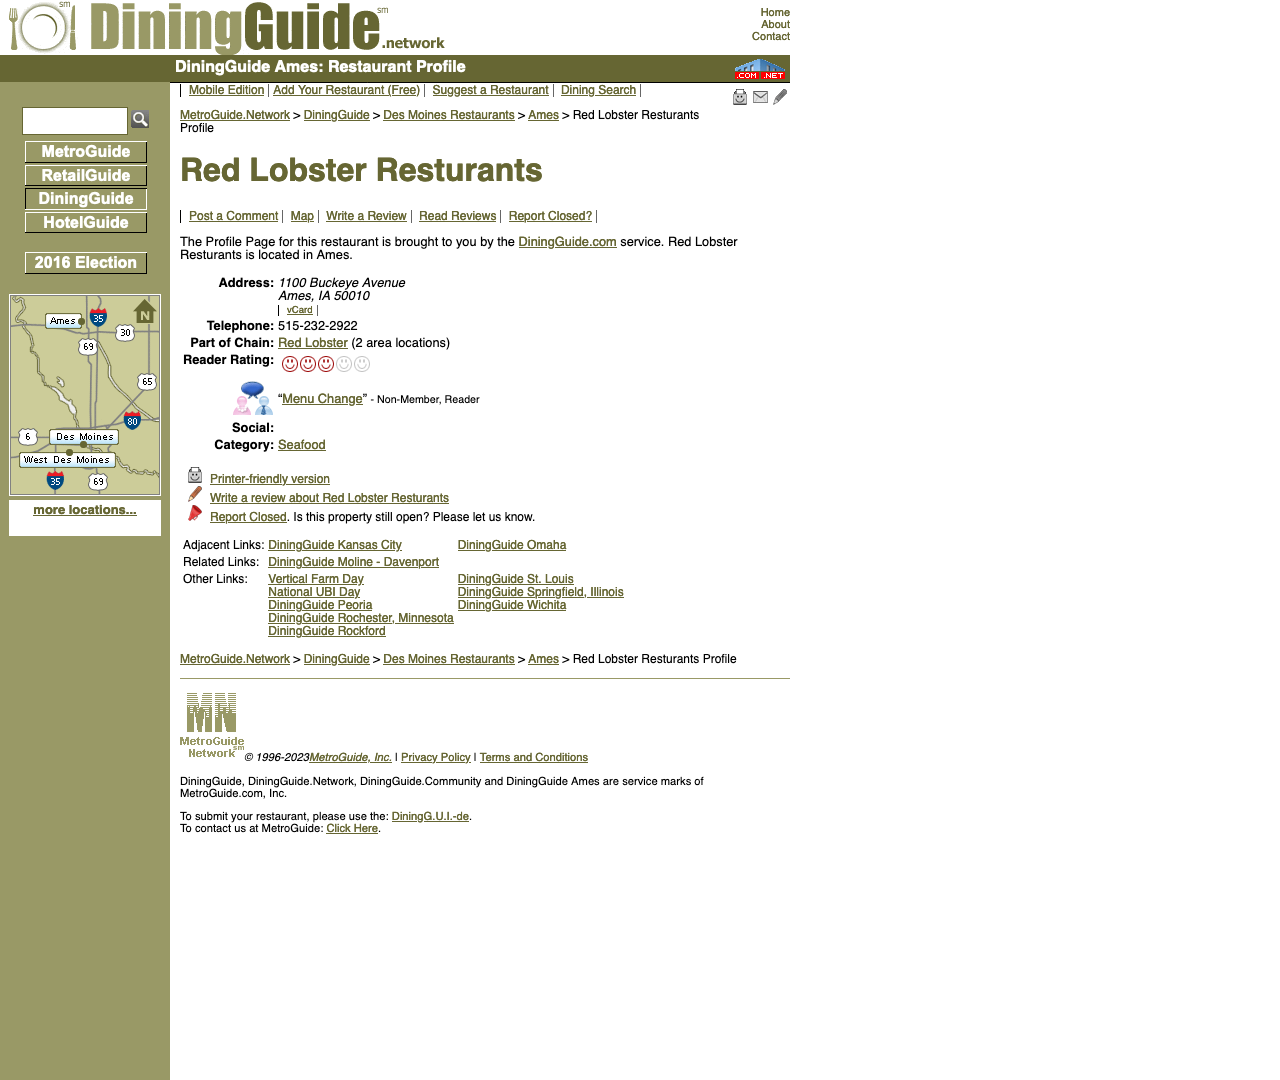 DiningGuide.network
sm
sm
Home
About
Contact
DiningGuide Ames: Restaurant Profile
.COM .NET
Mobile Edition | Add Your Restaurant (Free) | Suggest a Restaurant | Dining Search |
MetroGuide.Network > DiningGuide > Des Moines Restaurants > Ames > Red Lobster Resturants
Profile
MetroGuide
RetailGuide
DiningGuide
HotelGuide
2016 Election
Ames
35
N
30
69
65
80
6
Des Moines
West Des Moines
35
69
more locations...
Red Lobster Resturants
| Post a Comment | Map | Write a Review | Read Reviews | Report Closed? |
The Profile Page for this restaurant is brought to you by the DiningGuide.com service. Red Lobster
Resturants is located in Ames.
Address: 1100 Buckeye Avenue
Ames, IA 50010
| vCard |
Telephone: 515-232-2922
Part of Chain: Red Lobster (2 area locations)
Reader Rating:
“Menu Change” - Non-Member, Reader
Social:
Category: Seafood
Printer-friendly version
Write a review about Red Lobster Resturants
Report Closed. Is this property still open? Please let us know.
Adjacent Links: DiningGuide Kansas City DiningGuide Omaha
Related Links: DiningGuide Moline - Davenport
Other Links: Vertical Farm Day DiningGuide St. Louis
National UBI Day DiningGuide Springfield, Illinois
DiningGuide Peoria DiningGuide Wichita
DiningGuide Rochester, Minnesota
DiningGuide Rockford
MetroGuide.Network > DiningGuide > Des Moines Restaurants > Ames > Red Lobster Resturants Profile
MN
MetroGuide
Network sm © 1996-2023MetroGuide, Inc. | Privacy Policy | Terms and Conditions
DiningGuide, DiningGuide.Network, DiningGuide.Community and DiningGuide Ames are service marks of
MetroGuide.com, Inc.
To submit your restaurant, please use the: DiningG.U.I.-de.
To contact us at MetroGuide: Click Here.